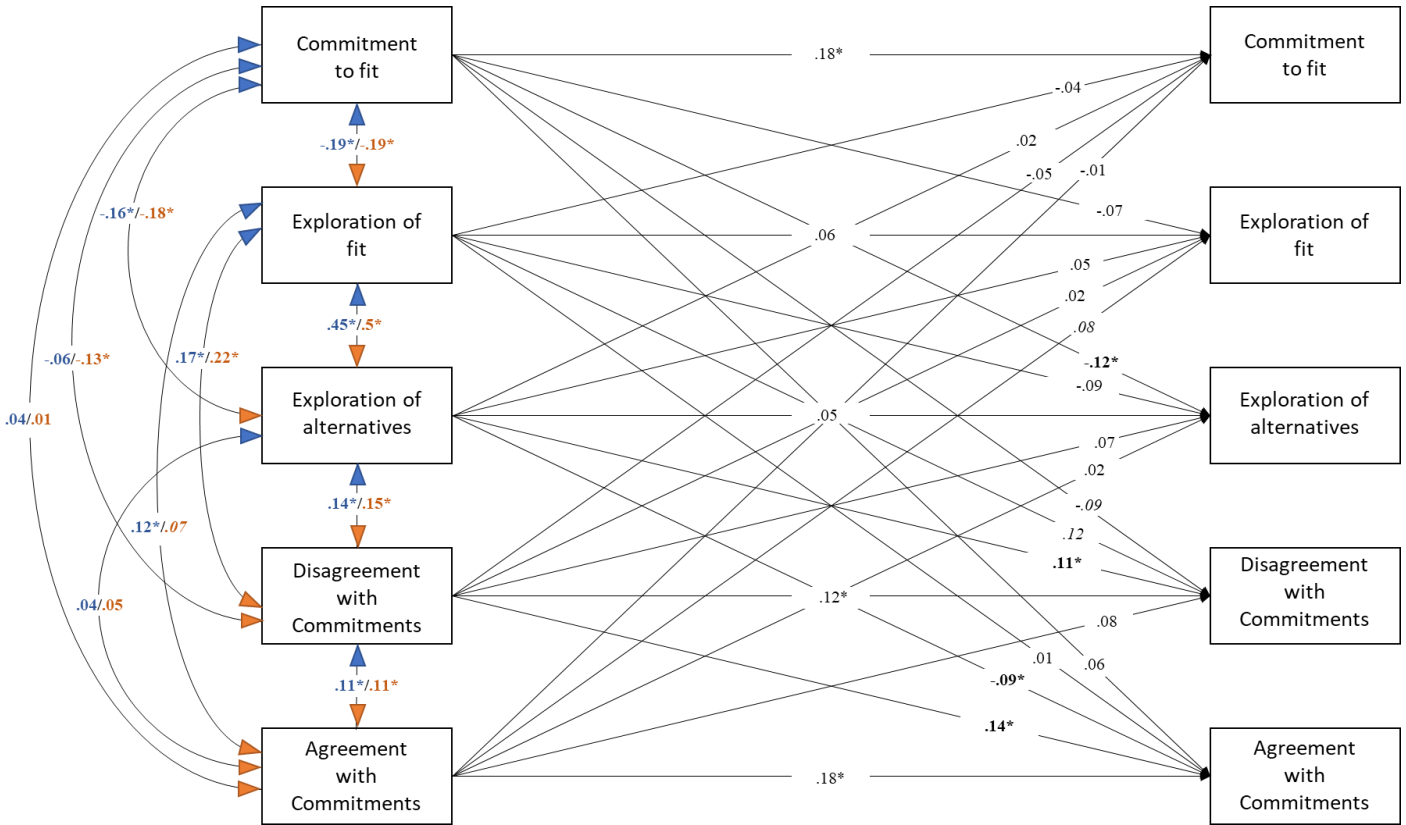 Commitment
to fit
Commitment
to fit
.18*
-.04
-.19*/-.19*
.02
-.05
-.01
-.16*/-.18*
Exploration of
fit
-.07
.06
Exploration of
fit
.05
.02
.45*/.5*
.08
-.06/-.13*
.17*/.22*
-.12*
-.09
Exploration of
alternatives
Exploration of
alternatives
.04/.01
.05
.07
.02
.14*/.15*
-.09
.12*/.07
.12
.11*
Disagreement
with
Commitments
Disagreement
with
Commitments
.04/.05
.12*
.08
.11*/.11*
.01
.06
-.09*
.14*
Agreement
with
Commitments
.18*
Agreement
with
Commitments